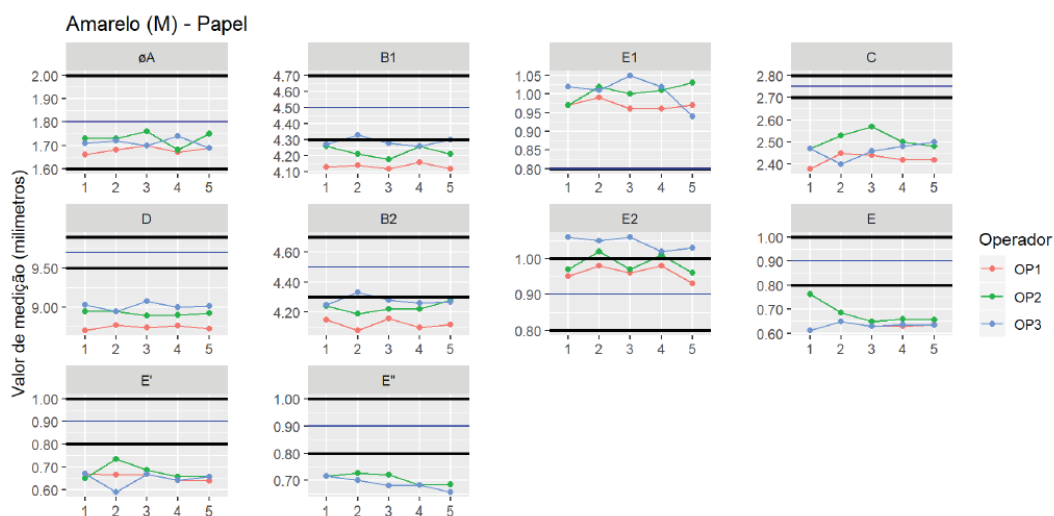 Amarelo (M) - Papel
Valor de medição (milímetros)
øA
2.00
1.90
1.80
1.70
1.60
1 2 3 4 5
B1
4.70
4.60
4.50
4.40
4.30
4.20
4.10
1 2 3 4 5
E1
1.05
1.00
0.95
0.90
0.85
0.80
1 2 3 4 5
C
2.80
2.70
2.60
2.50
2.40
1 2 3 4 5
D
9.50
9.00
1 2 3 4 5
B2
4.60
4.40
4.20
1 2 3 4 5
E2
1.00
0.90
0.80
1 2 3 4 5
E
1.00
0.90
0.80
0.70
0.60
1 2 3 4 5
E'
1.00
0.90
0.80
0.70
0.60
1 2 3 4 5
E"
1.00
0.90
0.80
0.70
1 2 3 4 5
Operador
OP1
OP2
OP3